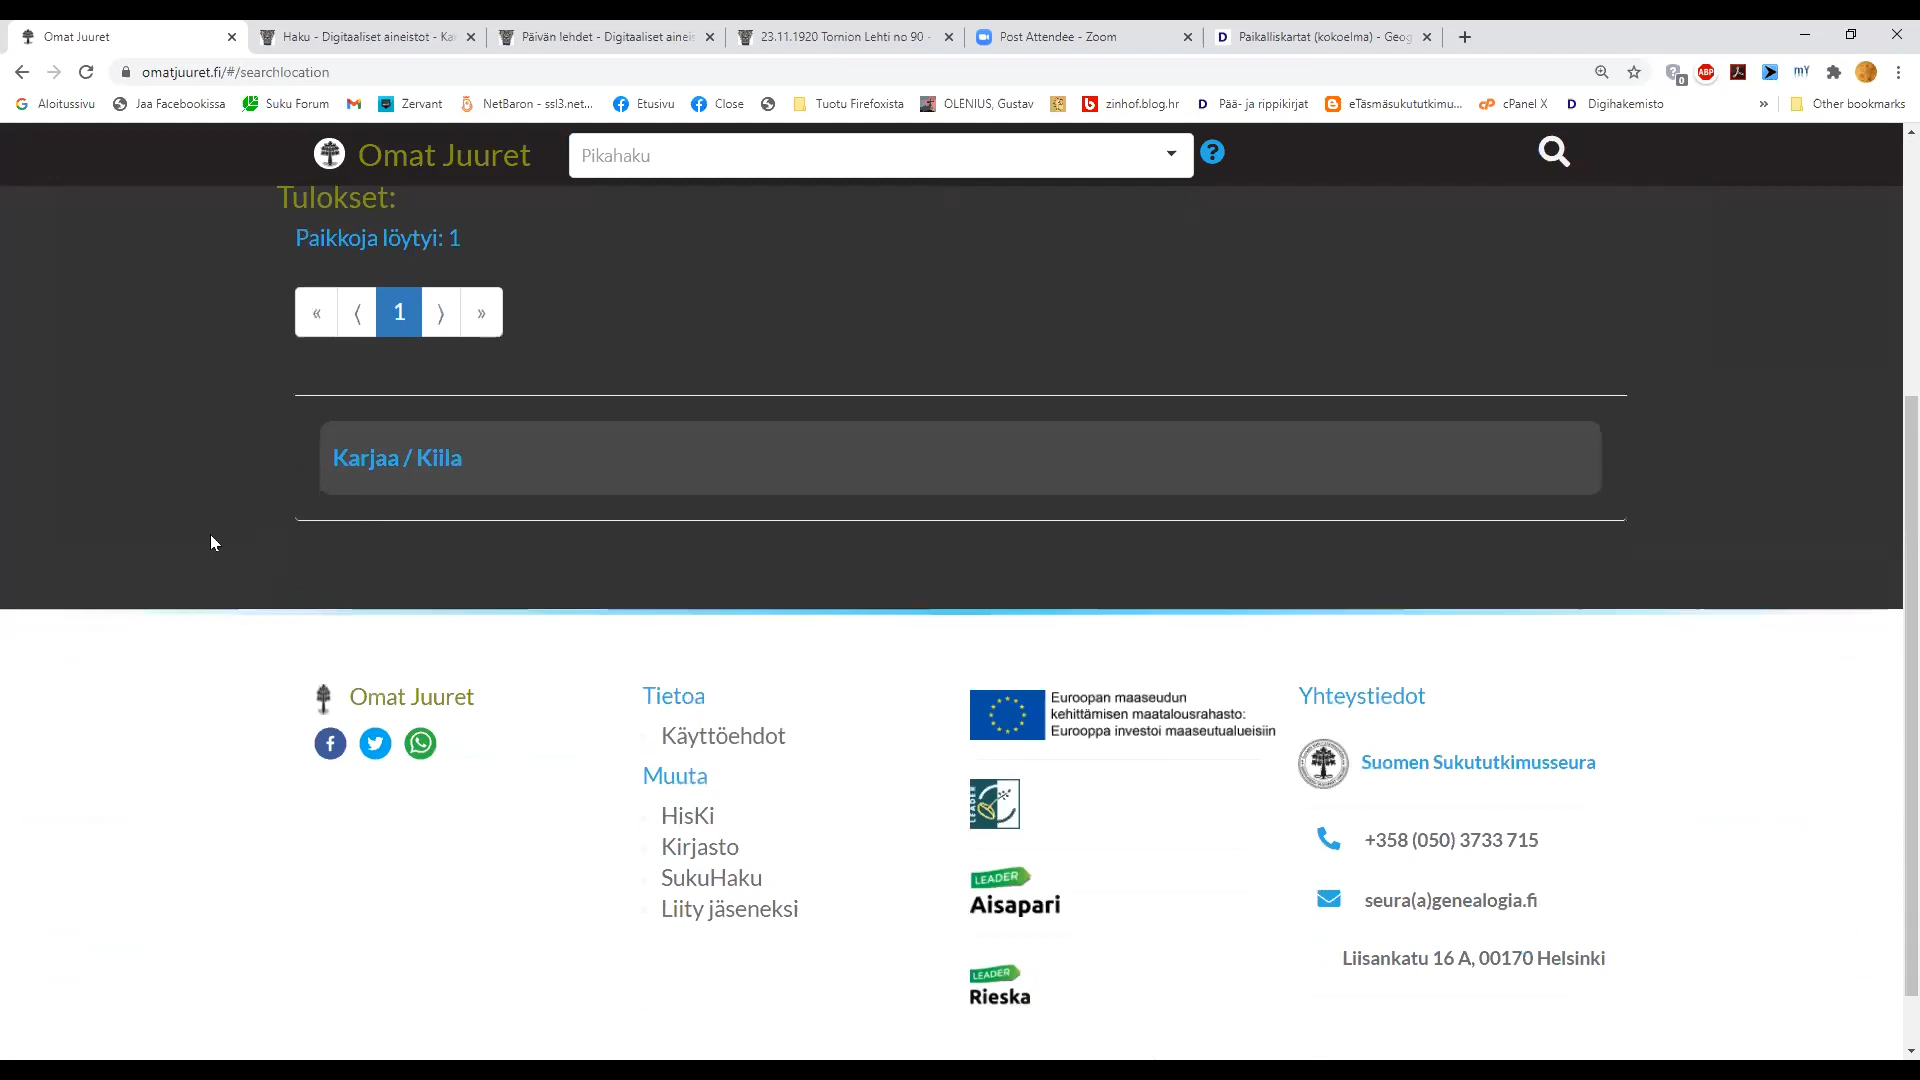 Omat Juuret
Haku - Digitaaliset aineistot - Ka
Päivän lehdet - Digitaaliset aineis
23.11.1920 Tornion Lehti no 90 -
Post Attendee - Zoom
Paikalliskartat (kokoelma) - Geog
omatjuuret.fi/#/searchlocation
Aloitussivu
Jaa Facebookissa
Suku Forum
Zervant
NetBaron - ssl3.net...
Etusivu
Close
Tuotu Firefoxista
OLENIUS, Gustav
zinhof.blog.hr
Pää- ja rippikirjat
eTäsmäsukututkimu...
cPanel X
Digihakemisto
»
Other bookmarks
Omat Juuret
Pikahaku
Tulokset:
Paikkoja löytyi: 1
« ⟨ 1 ⟩ »
Karjaa / Kiila
Omat Juuret
Tietoa
Käyttöehdot
Muuta
HisKi
Kirjasto
SukuHaku
Liity jäseneksi
Euroopan maaseudun
kehittämisen maatalousrahasto:
Eurooppa investoi maaseutualueisiin
LEADER
LEADER
Aisapari
LEADER
Rieska
Yhteystiedot
Suomen Sukututkimusseura
+358 (050) 3733 715
seura(a)genealogia.fi
Liisankatu 16 A, 00170 Helsinki